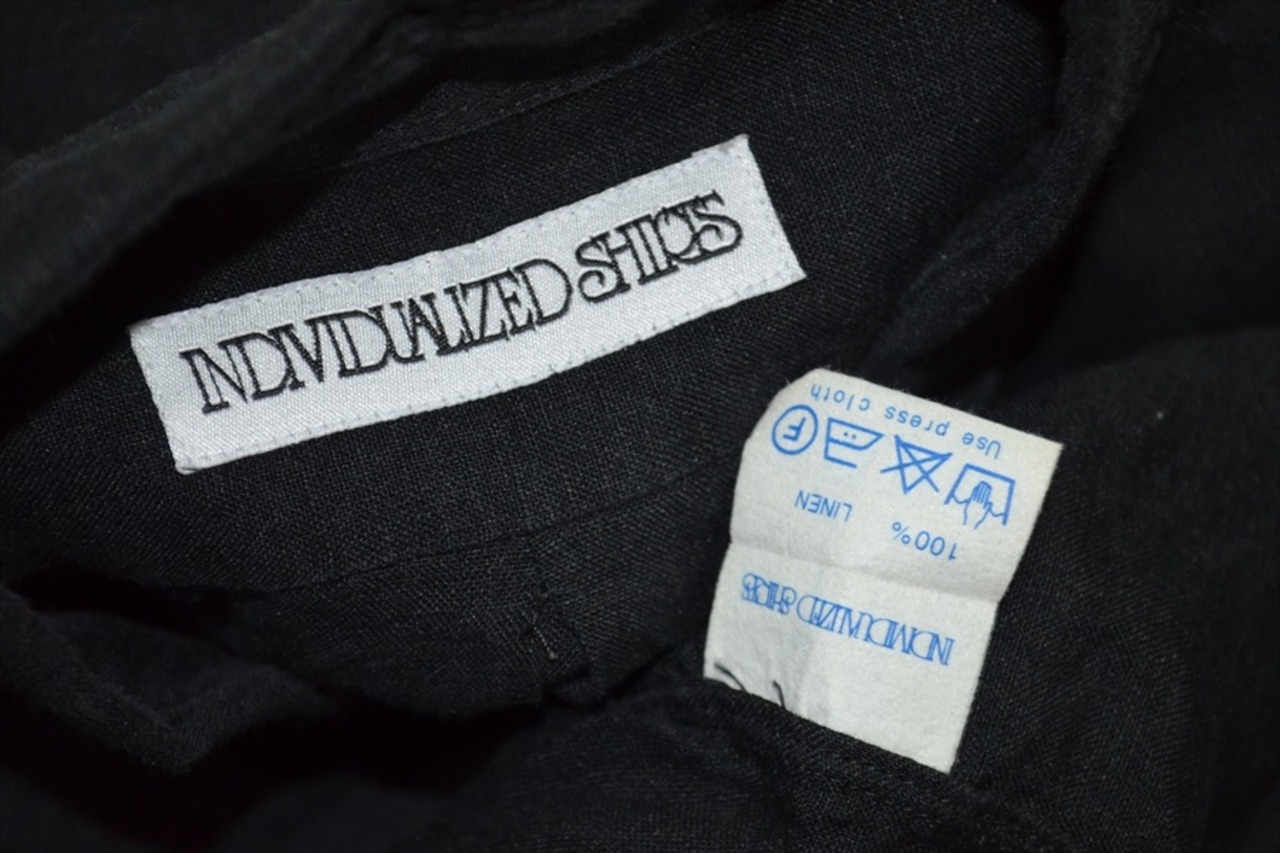 INDIVIDUALIZED SHIRTS
INDIVIDUALIZED SHIRTS
100%
LINEN
F
Use press cloth